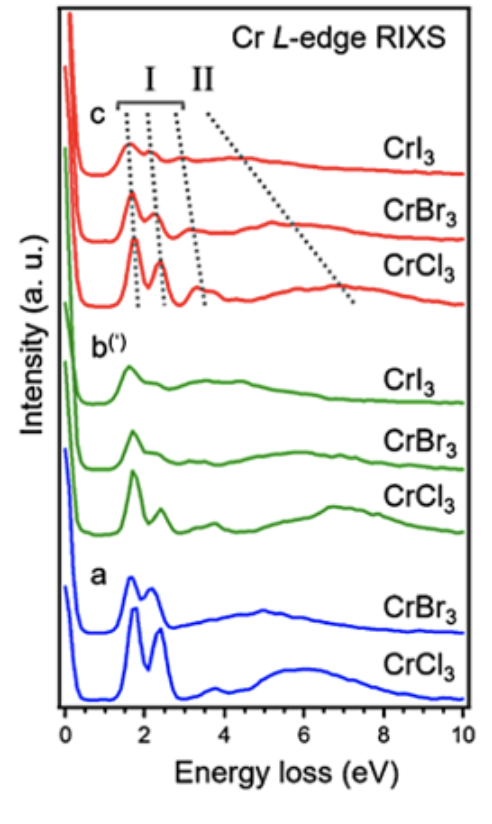 Cr L-edge RIXS
I II
c
CrI₃
CrBr₃
CrCl₃
b⁽'⁾
CrI₃
CrBr₃
CrCl₃
a
CrBr₃
CrCl₃
Intensity (a. u.)
0 2 4 6 8 10
Energy loss (eV)